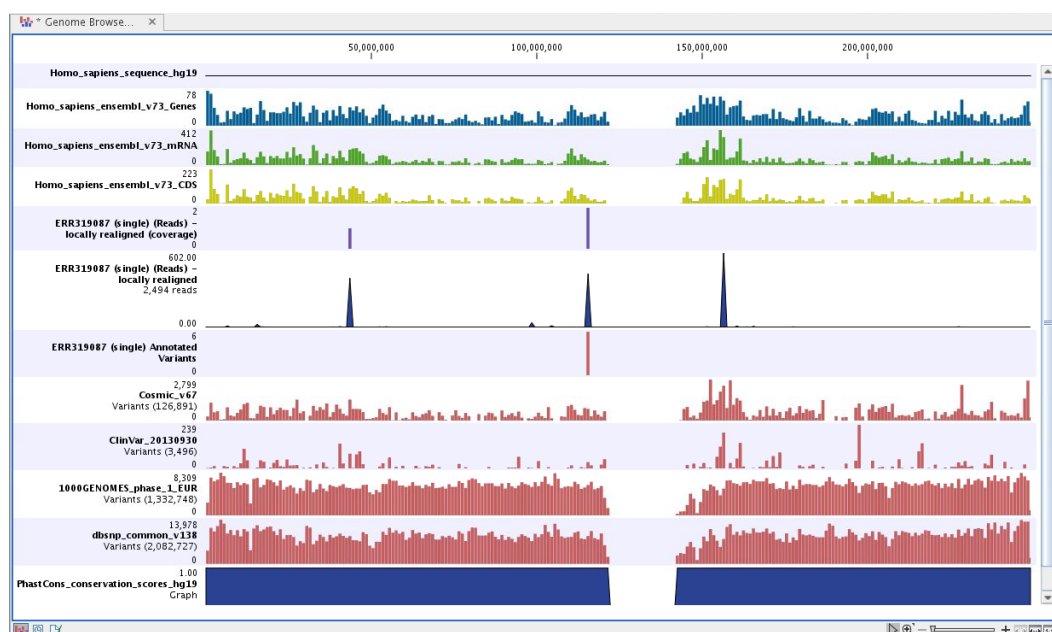 * Genome Browse... ×
50,000,000 100,000,000 150,000,000 200,000,000
Homo_sapiens_sequence_hg19
78
Homo_sapiens_ensembl_v73_Genes
0
412
Homo_sapiens_ensembl_v73_mRNA
0
223
Homo_sapiens_ensembl_v73_CDS
0
2
ERR319087 (single) (Reads) –
locally realigned (coverage)
0
602.00
ERR319087 (single) (Reads) –
locally realigned
2,494 reads
0.00
6
ERR319087 (single) Annotated
Variants
0
2,799
Cosmic_v67
Variants (126,891)
0
239
ClinVar_20130930
Variants (3,496)
0
8,309
1000GENOMES_phase_1_EUR
Variants (1,332,748)
0
13,978
dbsnp_common_v138
Variants (2,082,727)
0
1.00
PhastCons_conservation_scores_hg19
Graph